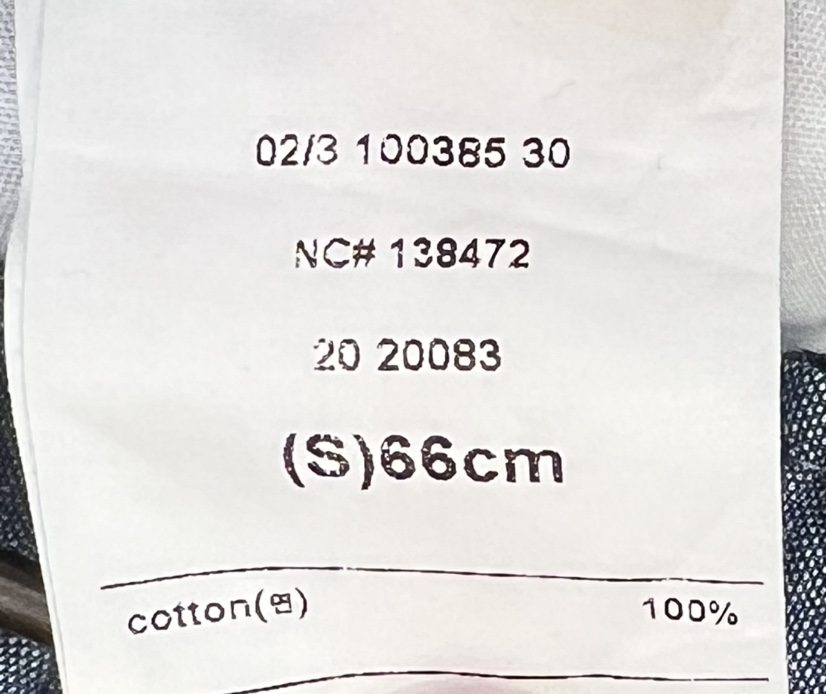 02/3 100385 30
NC# 138472
20 20083
(S)66cm
cotton(면) 100%